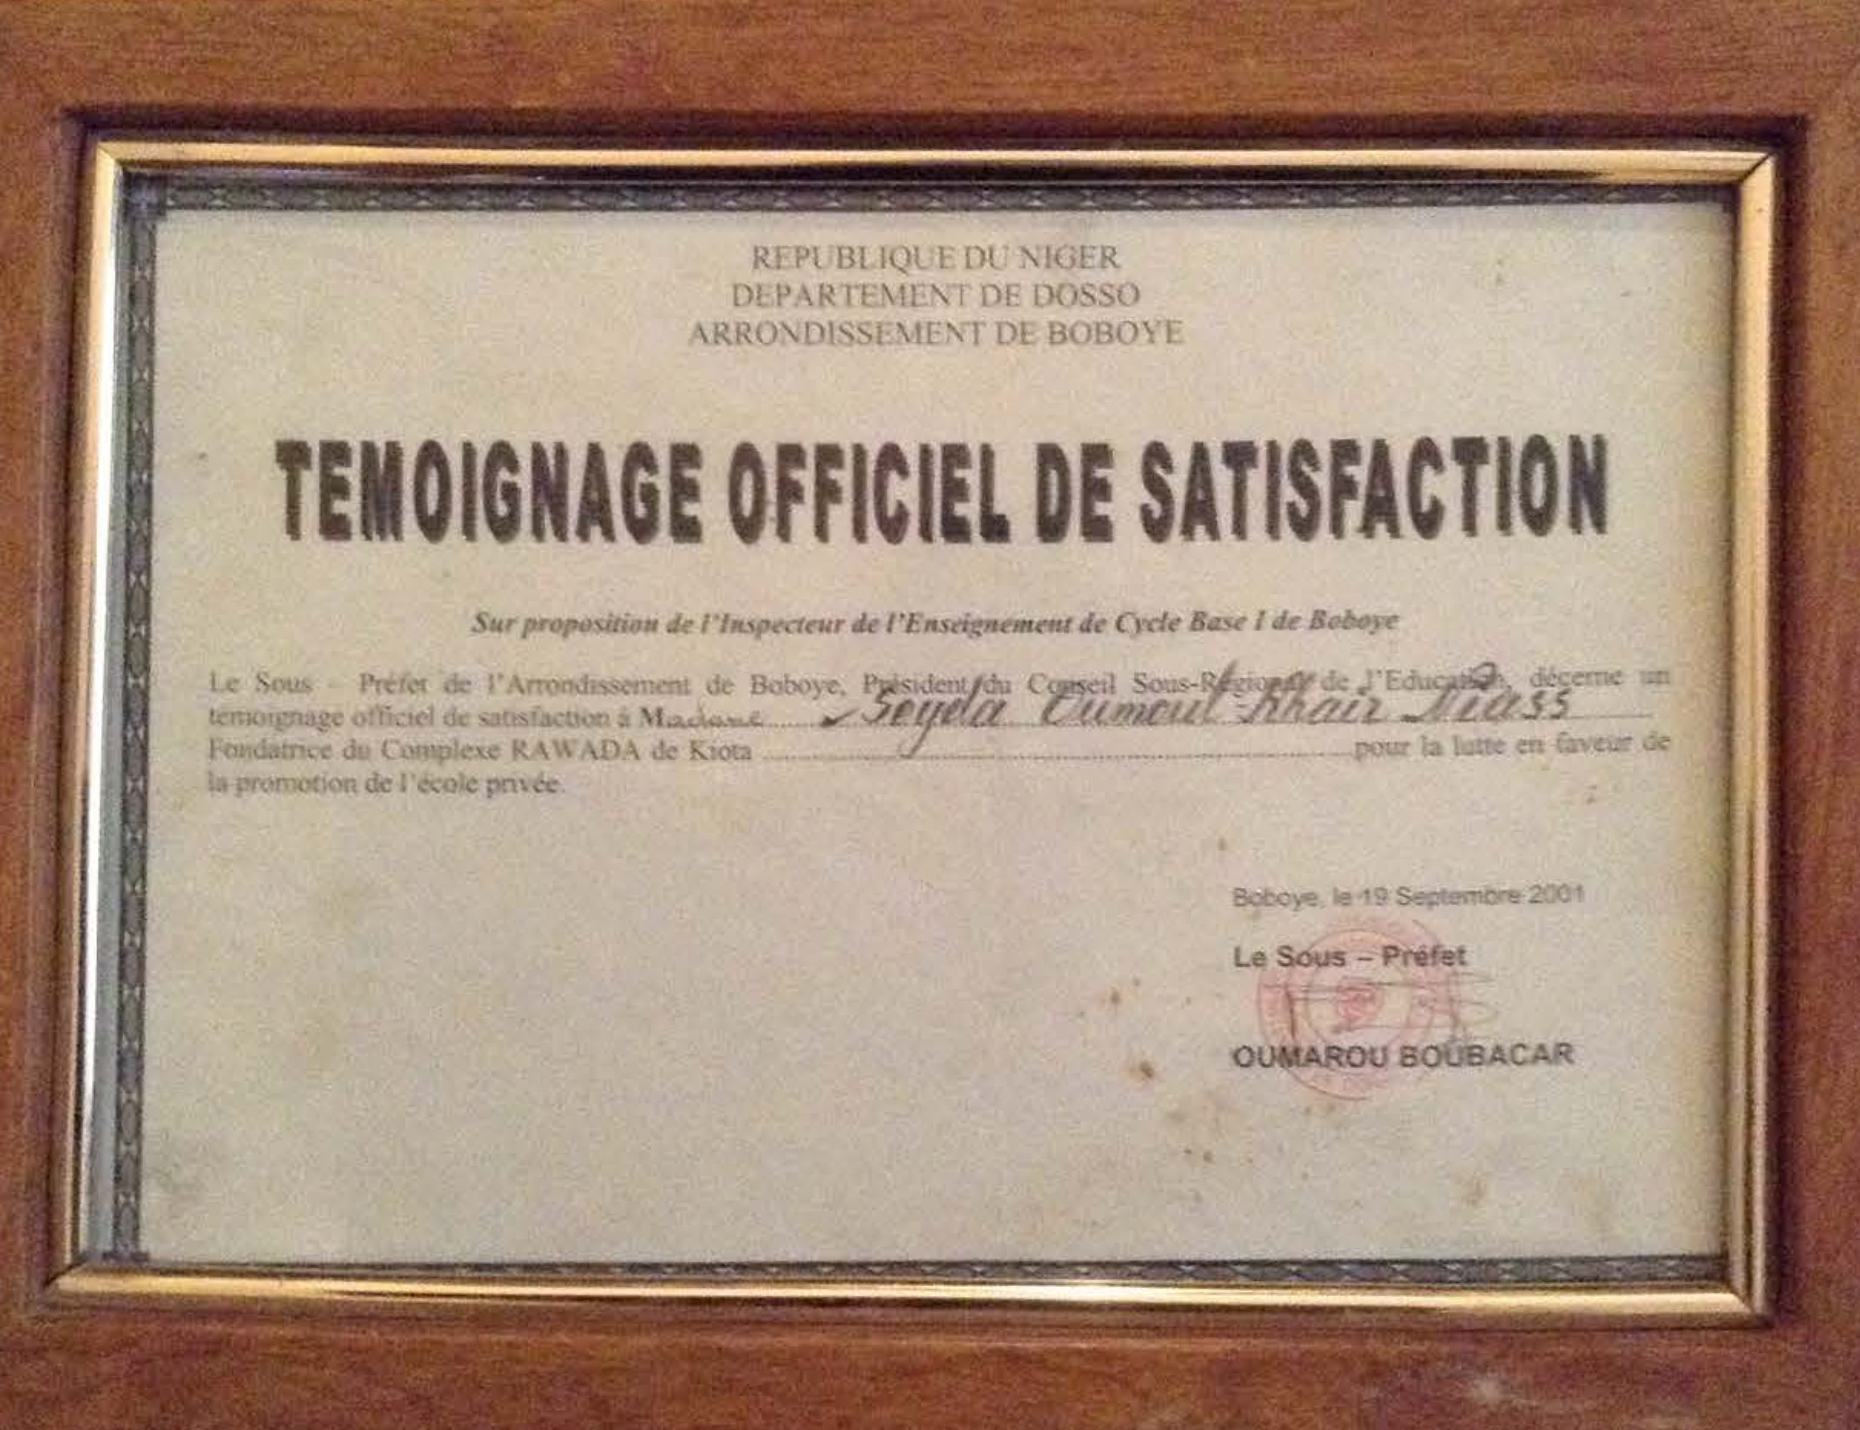 REPUBLIQUE DU NIGER
DEPARTEMENT DE DOSSO
ARRONDISSEMENT DE BOBOYE
TEMOIGNAGE OFFICIEL DE SATISFACTION
Sur proposition de l'Inspecteur de l'Enseignement de Cycle Base I de Boboye
Le Sous – Préfet de l'Arrondissement de Boboye, Président du Conseil Sous-Régional de l'Education, décerne un
témoignage officiel de satisfaction à Madame Seyda Oumoul-Khair Niass
Fondatrice du Complexe RAWADA de Kiota ........ pour la lutte en faveur de
la promotion de l'école privée.
Boboye, le 19 Septembre 2001
Le Sous – Préfet
OUMAROU BOUBACAR